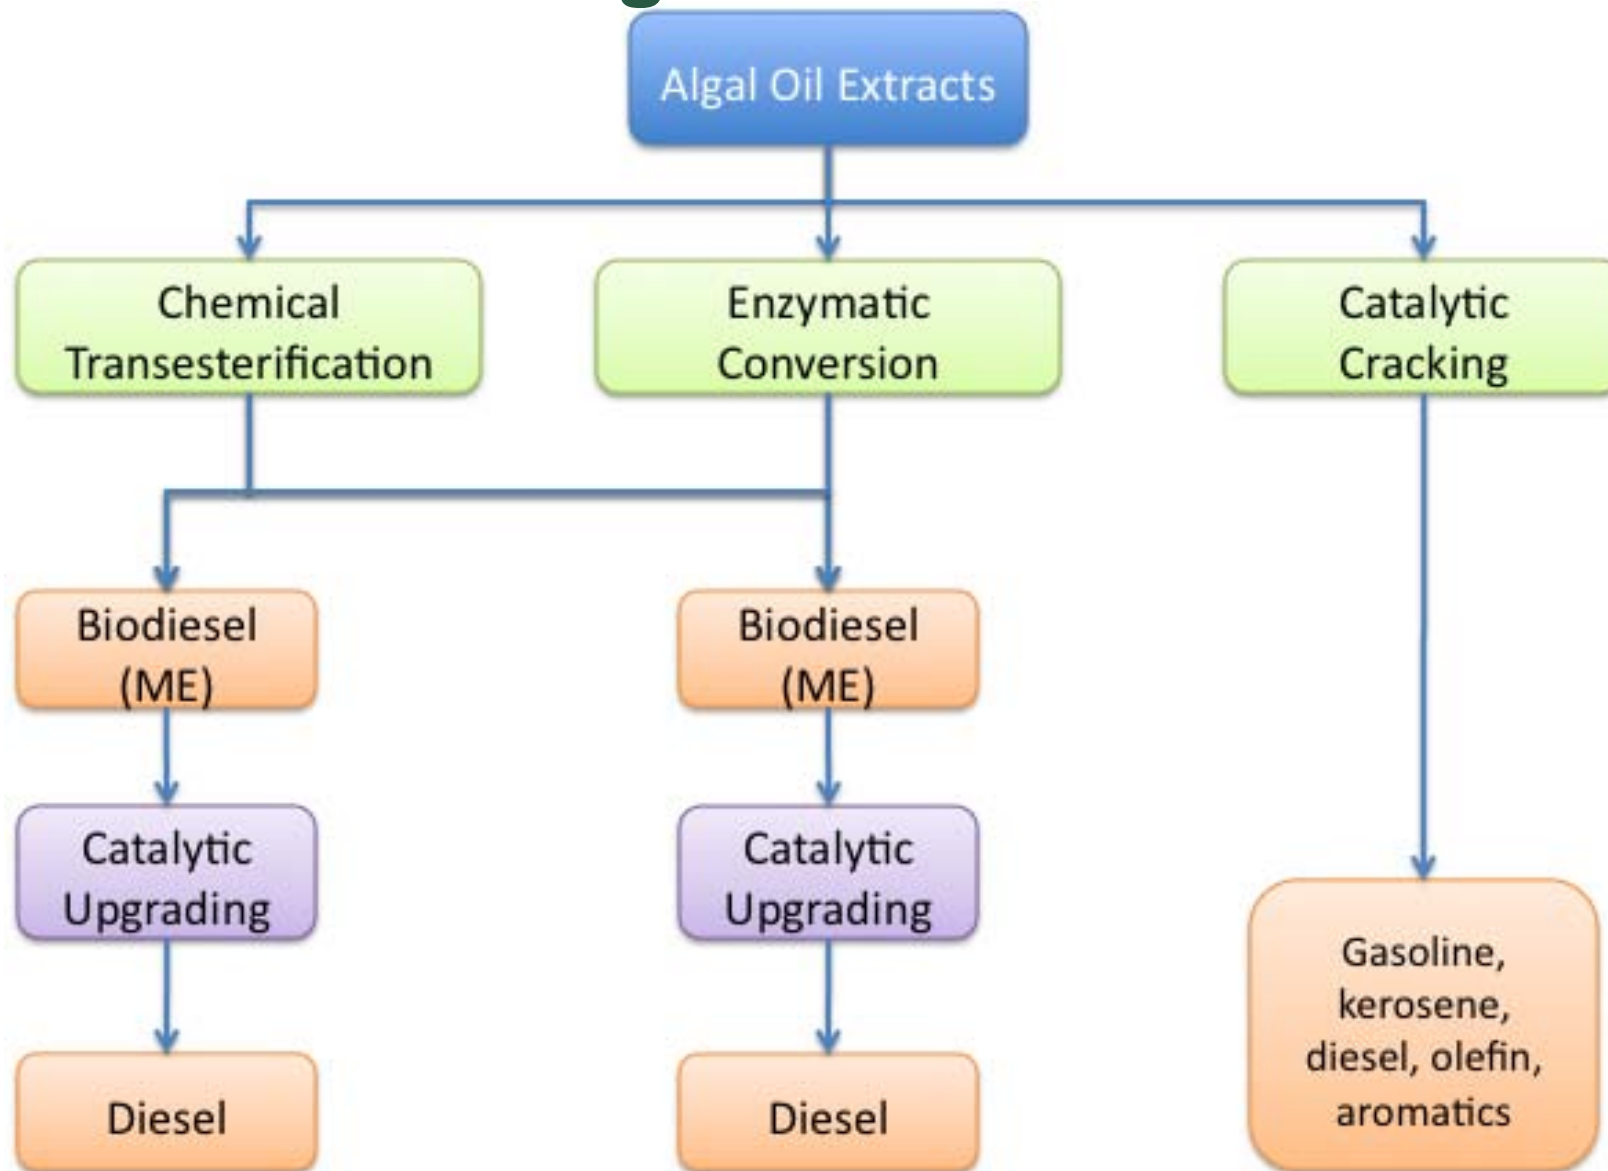 Algal Oil Extracts
Chemical
Transesterification
Enzymatic
Conversion
Catalytic
Cracking
Biodiesel
(ME)
Biodiesel
(ME)
Catalytic
Upgrading
Catalytic
Upgrading
Diesel
Diesel
Gasoline,
kerosene,
diesel, olefin,
aromatics